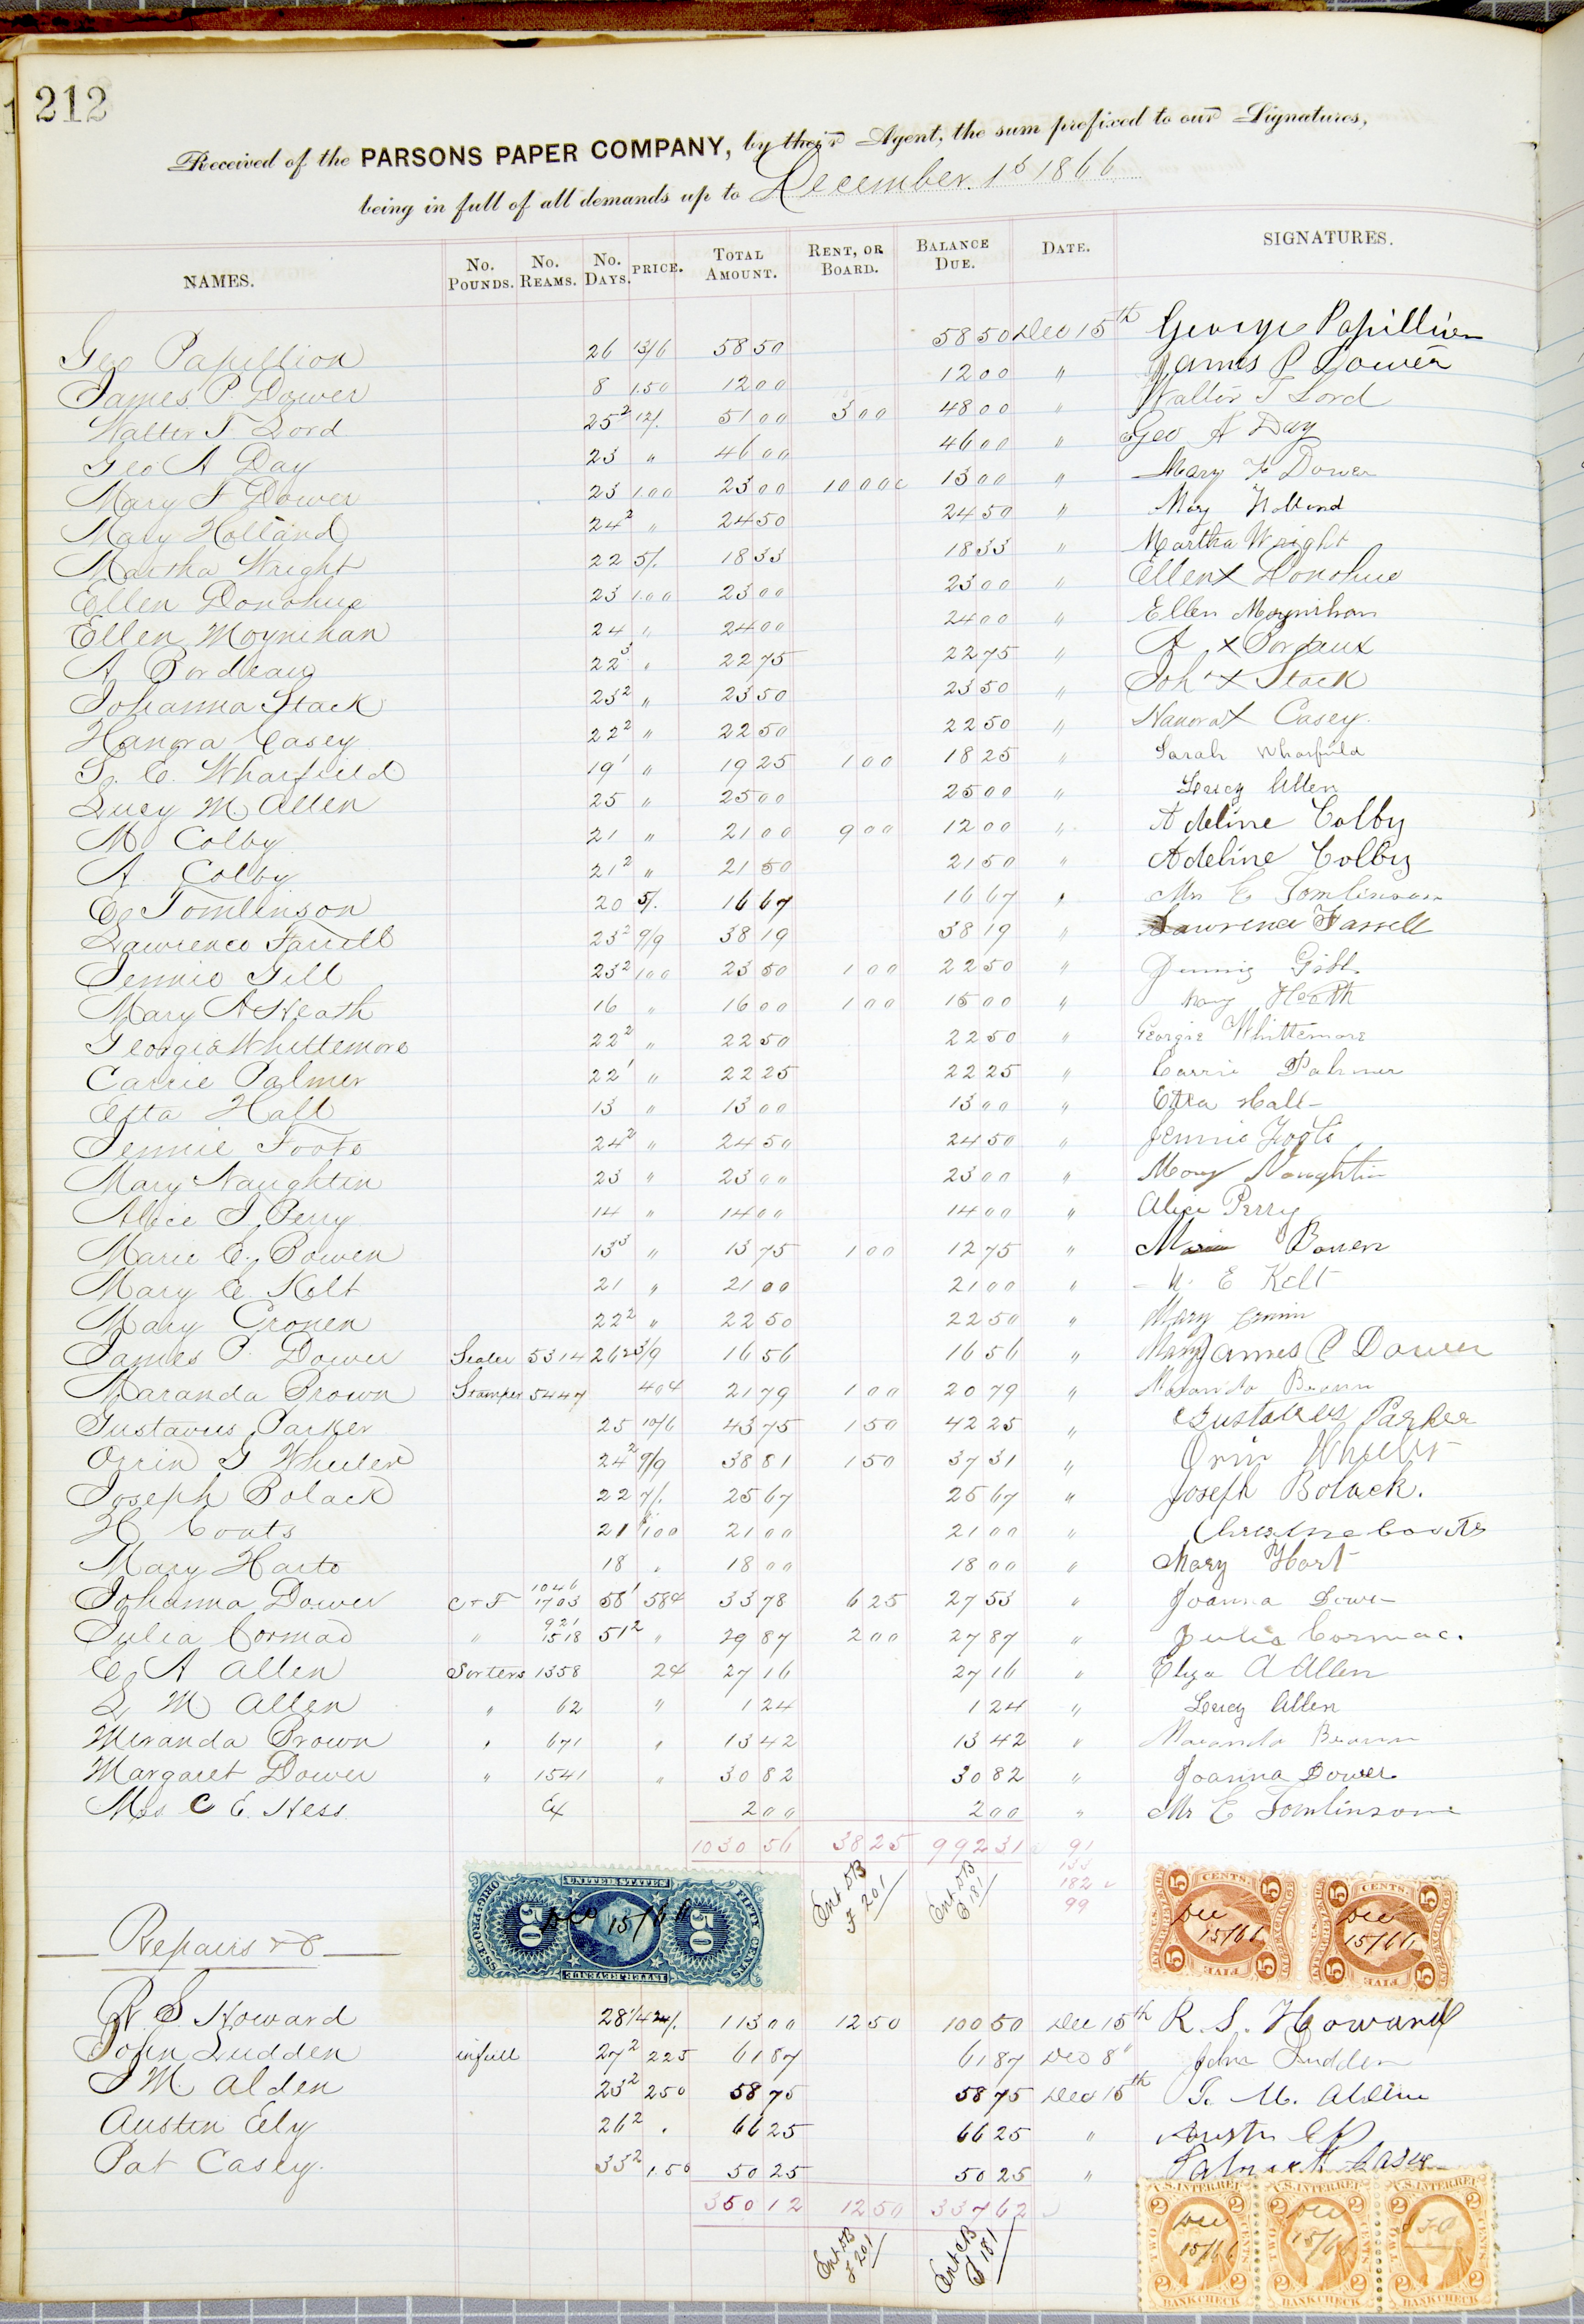 212
Received of the PARSONS PAPER COMPANY, by their Agent, the sum prefixed to our Signatures,
being in full of all demands up to December. 1st 1866
NAMES. No. Pounds. No. Reams. No. Days. PRICE. Total Amount. Rent, or Board. Balance Due. Date. SIGNATURES.
Geo Papillion 26 13/6 58 50 58 50 Dec 15th George Papillion
James P. Dower 8 1.50 12 00 12 00 " James P Dower
Walter T. Lord 25 2 12/. 51 00 3 00 48 00 " Walter T Lord
Geo A Day 23 " 46 00 46 00 " Geo A Day
Mary F Dower 23 1.00 23 00 10 00 13 00 " Mary F Dower
Mary Holland 24 2 " 24 50 24 50 " Mary Holland
Martha Wright 22 5/. 18 33 18 33 " Martha Wright
Ellen Donohue 23 1.00 23 00 23 00 " Ellen X Donohue
Ellen Moynihan 24 " 24 00 24 00 " Ellen Moynihan
A Bordeau 22 3 " 22 75 22 75 " A X Bordaux
Johanna Stack 23 2 " 23 50 23 50 " Joh' X Stack
Hanora Casey 22 2 " 22 50 22 50 " Hanora X Casey.
S. E. Wharfield 19 1 " 19 25 1 00 18 25 " Sarah Wharfield
Lucy M. Allen 25 " 25 00 25 00 " Lucy Allen
M Colby 21 " 21 00 9 00 12 00 " Adeline Colby
A Colby 21 2 " 21 50 21 50 " Adeline Colby
E Tomlinson 20 5/. 16 67 16 67 " Mrs E Tomlinson
Lawrence Farrell 23 2 9/9 38 19 38 19 " Lawrence Farrell
Jennie Gill 23 2 1 00 23 50 1 00 22 50 " Jennie Gill
Mary A Heath 16 " 16 00 1 00 15 00 " Mary Heath
Georgia Whittemore 22 2 " 22 50 22 50 " Georgie Whittemore
Carrie Palmer 22 1 " 22 25 22 25 " Carrie Palmer
Etta Hall 13 " 13 00 13 00 " Etta Hall
Jennie Foote 24 2 " 24 50 24 50 " Jennie Foote
Mary Naughtin 23 " 23 00 23 00 " Mary Naughtin
Alice J Perry 14 " 14 00 14 00 " Alice Perry
Marie E. Bowen 13 3 " 13 75 1 00 12 75 " Marie Bowen
Mary E Kelt 21 " 21 00 21 00 " M. E Kelt
Mary Cronen 22 2 " 22 50 22 50 " Mary Cronin
James P. Dower Sealer 5314 26 2 3/9 16 56 16 56 " James P Dower
Maranda Brown Stamper 5447 40 ¢ 21 79 1 00 20 79 " Maranda Brown
Gustavus Parker 25 10/6 43 75 1 50 42 25 " Gustavus Parker
Orrin G Wheeler 24 2 9/9 38 81 1 50 37 31 " Orrin Wheeler
Joseph Polack 22 7/. 25 67 25 67 " Joseph Bolack.
H Coats 21 1 00 21 00 21 00 " Coats
Mary Harte 18 " 18 00 18 00 " Mary Hart
Johanna Dower C & F 1046 1703 58 1 58 ¢ 33 78 6 25 27 53 " Joanna Dower
Julia Cormac " 921 1518 51 2 " 29 87 2 00 27 87 " Julia Cormac.
E A Allen Sorters 1358 2 ¢ 27 16 27 16 " Eliza A Allen
L M Allen " 62 " 1 24 1 24 " Lucy Allen
Miranda Brown " 671 " 13 42 13 42 " Maranda Brown
Margaret Dower " 1541 " 30 82 30 82 " Joanna Dower
Mrs C E. Hess Ex 2 00 2 00 " Mrs E Tomlinson
1030 56 38 25 992 31
91
133
182
99
Ent DB F 201
Ent CB 181
UNITED STATES
FIFTY CENTS
INTER. REVENUE
FOREIGN EXCHANGE
50 50
Dec 15/66
FIVE CENTS. 5 Dec 15/66
FIVE CENTS. 5 Dec 15/66
Repairs &c
R. S. Howard 28 1/4 24/. 113 00 12 50 100 50 Dec 15th R. S. Howard
John Ludden in full 27 2 2 25 61 87 61 87 Dec 8" John Ludden
J M Alden 23 2 2 50 58 75 58 75 Dec 15th J. M. Alden
Austin Ely 26 2 " 66 25 66 25 " Austin Ely
Pat Casey. 33 2 1.50 50 25 50 25 " Patrick Casey
350 12 12 50 337 62
Ent DB F 201
Ent CB 181
U.S. INTER. REV. TWO CENTS BANK CHECK 2 Dec 15/66
U.S. INTER. REV. TWO CENTS BANK CHECK 2 Dec 15/66
U.S. INTER. REV. TWO CENTS BANK CHECK 2